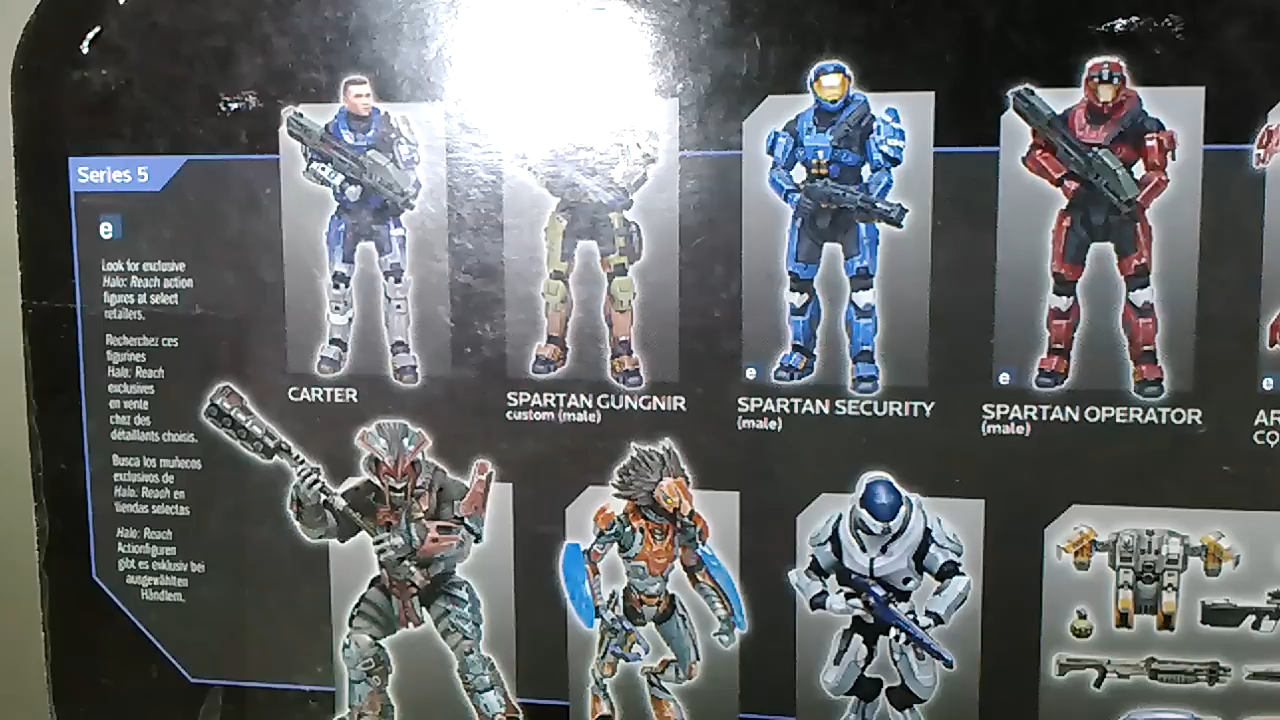 Series 5
e
Look for exclusive
Halo: Reach action
figures at select
retailers.
Recherchez ces
figurines
Halo: Reach
exclusives
en vente
chez des
détaillants choisis.
Busca los muñecos
exclusivos de
Halo: Reach en
tiendas selectas
Halo: Reach
Actionfiguren
gibt es exklusiv bei
ausgewählten
Händlern.
CARTER
SPARTAN GUNGNIR
custom (male)
e
SPARTAN SECURITY
(male)
e
SPARTAN OPERATOR
(male)
e